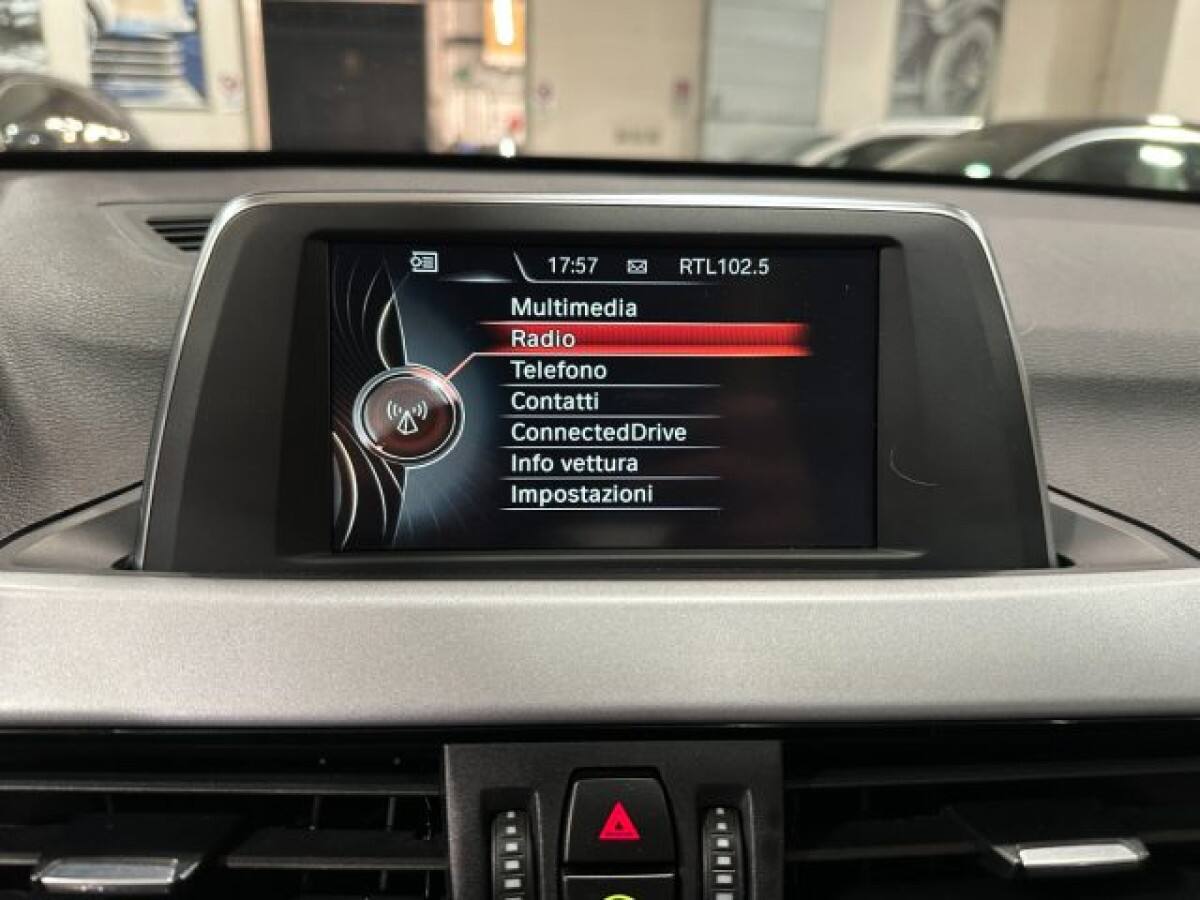 17:57 RTL102.5
Multimedia
Radio
Telefono
Contatti
ConnectedDrive
Info vettura
Impostazioni